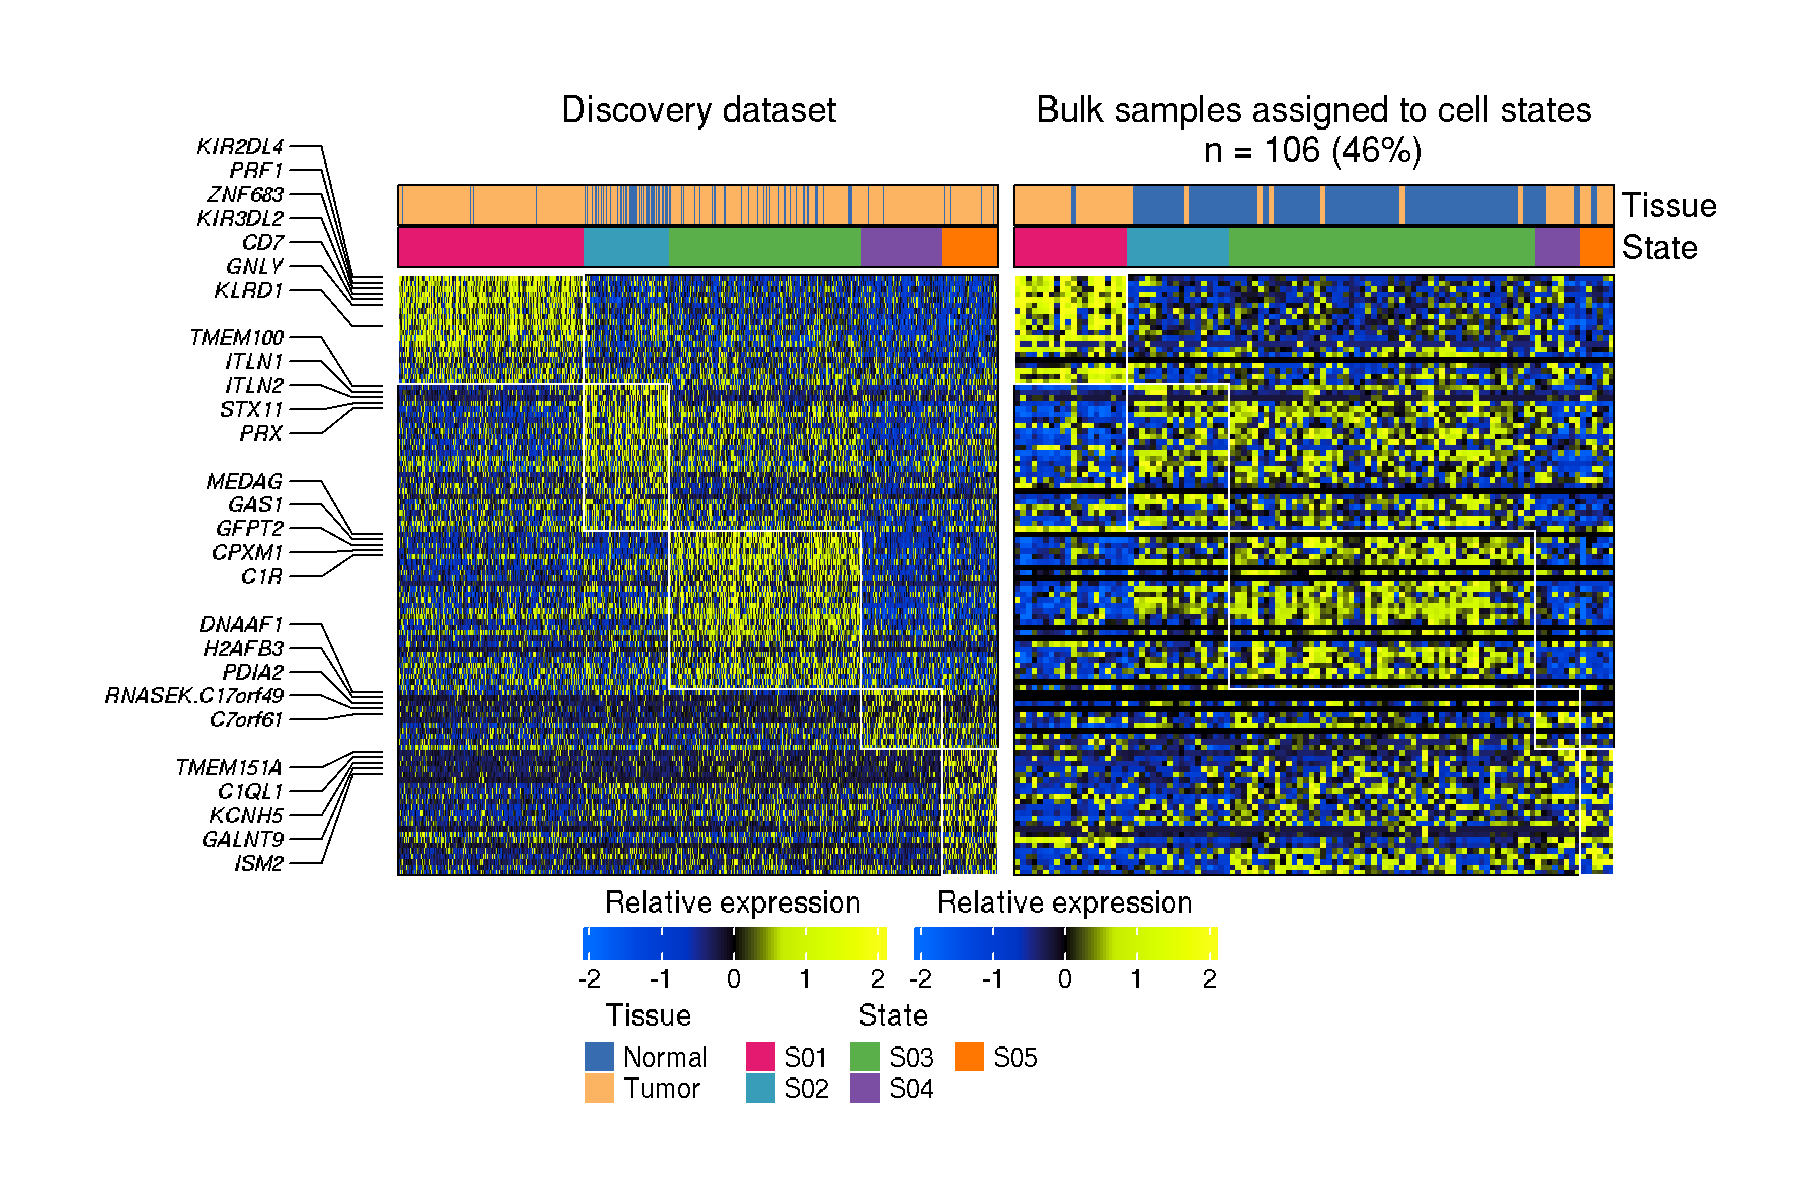 Discovery dataset
Bulk samples assigned to cell states
n = 106 (46%)
Tissue
State
KIR2DL4
PRF1
ZNF683
KIR3DL2
CD7
GNLY
KLRD1
TMEM100
ITLN1
ITLN2
STX11
PRX
MEDAG
GAS1
GFPT2
CPXM1
C1R
DNAAF1
H2AFB3
PDIA2
RNASEK.C17orf49
C7orf61
TMEM151A
C1QL1
KCNH5
GALNT9
ISM2
Relative expression Relative expression
-2 -1 0 1 2 -2 -1 0 1 2
Tissue State
Normal S01 S03 S05
Tumor S02 S04